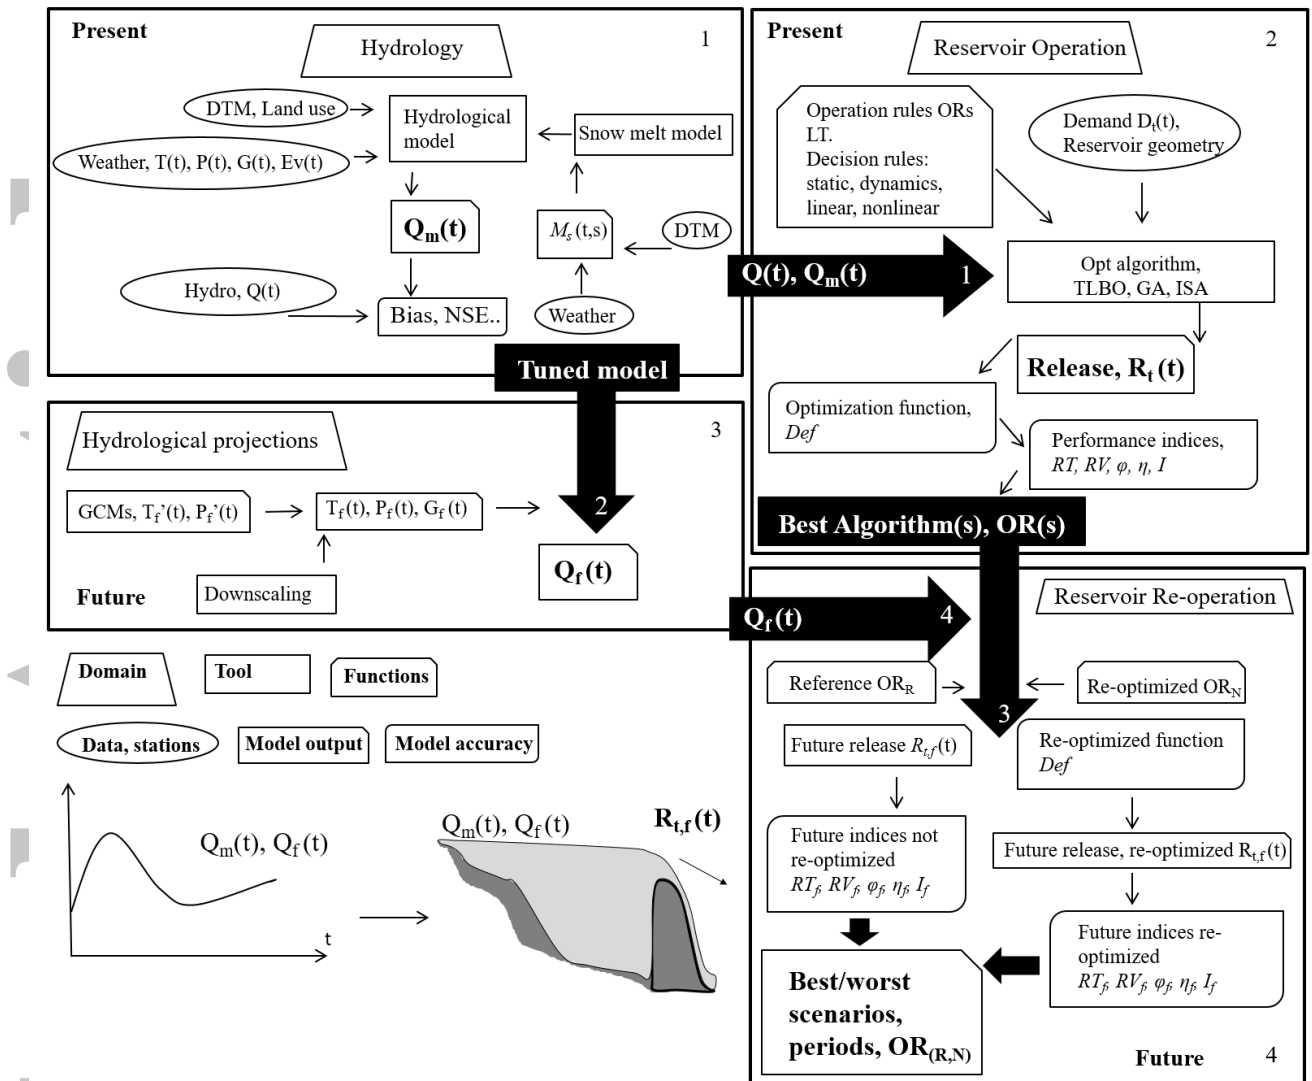 Present
1
Hydrology
DTM, Land use
Hydrological
model
Snow melt model
Weather, T(t), P(t), G(t), Ev(t)
Qm(t)
Ms(t,s)
DTM
Hydro, Q(t)
Bias, NSE..
Weather
Tuned model
Present
2
Reservoir Operation
Operation rules ORs
LT.
Decision rules:
static, dynamics,
linear, nonlinear
Demand Dt(t),
Reservoir geometry
Q(t), Qm(t)
1
Opt algorithm,
TLBO, GA, ISA
Release, Rt (t)
Optimization function,
Def
Performance indices,
RT, RV, φ, η, I
Best Algorithm(s), OR(s)
Hydrological projections
3
GCMs, Tf’(t), Pf’(t)
Tf(t), Pf(t), Gf (t)
2
Qf (t)
Future
Downscaling
Qf (t)
4
Reservoir Re-operation
Reference ORR
Re-optimized ORN
3
Future release Rt,f (t)
Re-optimized function
Def
Future indices not
re-optimized
RTf, RVf, φf, ηf, If
Future release, re-optimized Rt,f (t)
Future indices re-
optimized
RTf, RVf, φf, ηf, If
Best/worst
scenarios,
periods, OR(R,N)
Future
4
Domain
Tool
Functions
Data, stations
Model output
Model accuracy
Qm(t), Qf (t)
t
Qm(t), Qf (t)
Rt,f (t)